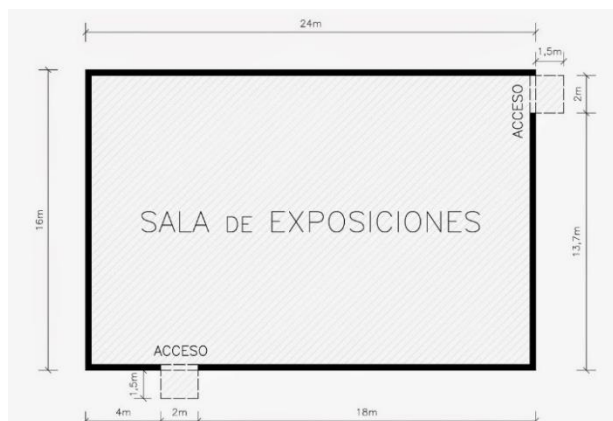 24m
1,5m
ACCESO
2m
16m
SALA DE EXPOSICIONES
13,7m
ACCESO
1,5m
4m
2m
18m